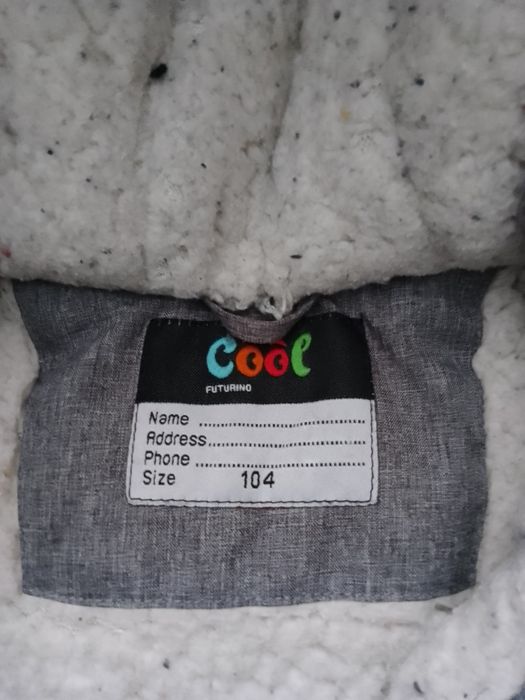 Cool
FUTURINO
Name ........................................
Address......................................
Phone ........................................
Size 104